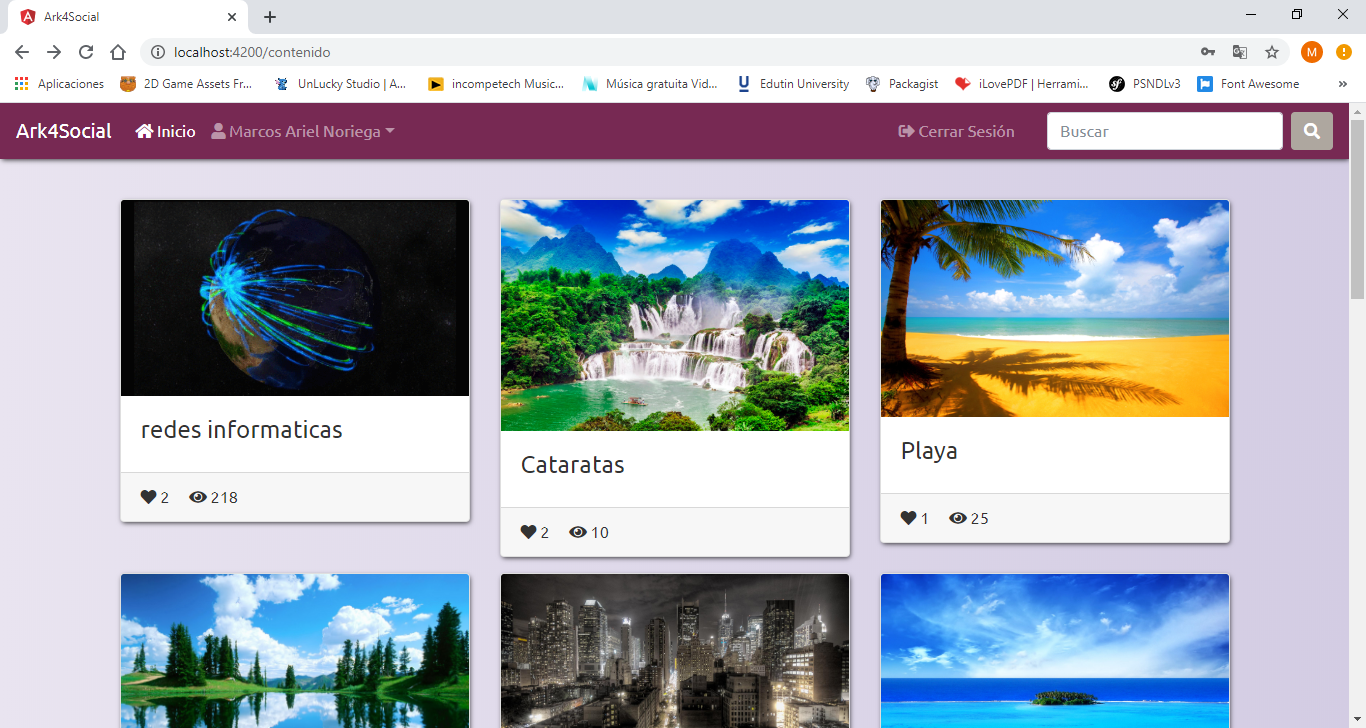 Ark4Social
localhost:4200/contenido
M
Aplicaciones 2D Game Assets Fr... UnLucky Studio | A... incompetech Music... Música gratuita Vid... Edutin University Packagist iLovePDF | Herrami... PSNDLv3 Font Awesome »
Ark4Social Inicio Marcos Ariel Noriega Cerrar Sesión Buscar
redes informaticas
2 218
Cataratas
2 10
Playa
1 25